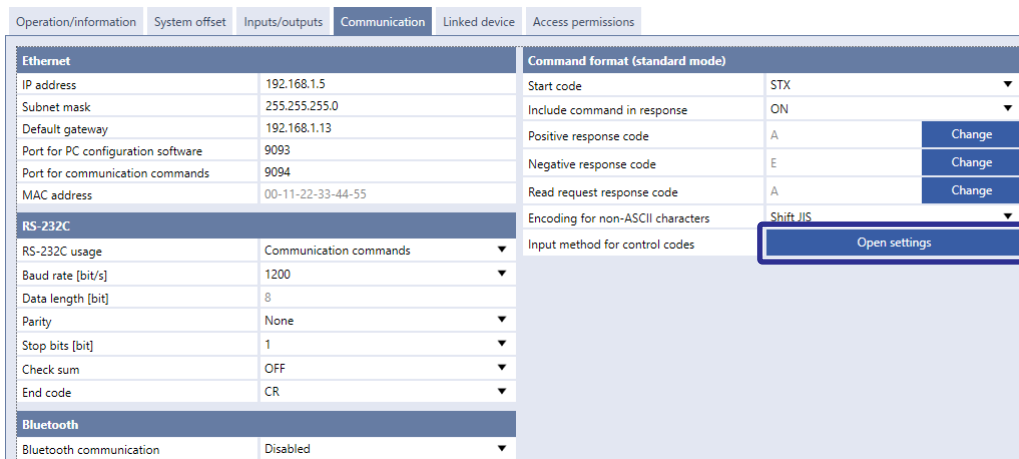 Operation/information System offset Inputs/outputs Communication Linked device Access permissions
Ethernet
IP address 192.168.1.5
Subnet mask 255.255.255.0
Default gateway 192.168.1.13
Port for PC configuration software 9093
Port for communication commands 9094
MAC address 00-11-22-33-44-55
RS-232C
RS-232C usage Communication commands
Baud rate [bit/s] 1200
Data length [bit] 8
Parity None
Stop bits [bit] 1
Check sum OFF
End code CR
Bluetooth
Bluetooth communication Disabled
Command format (standard mode)
Start code STX
Include command in response ON
Positive response code A Change
Negative response code E Change
Read request response code A Change
Encoding for non-ASCII characters Shift JIS
Input method for control codes Open settings